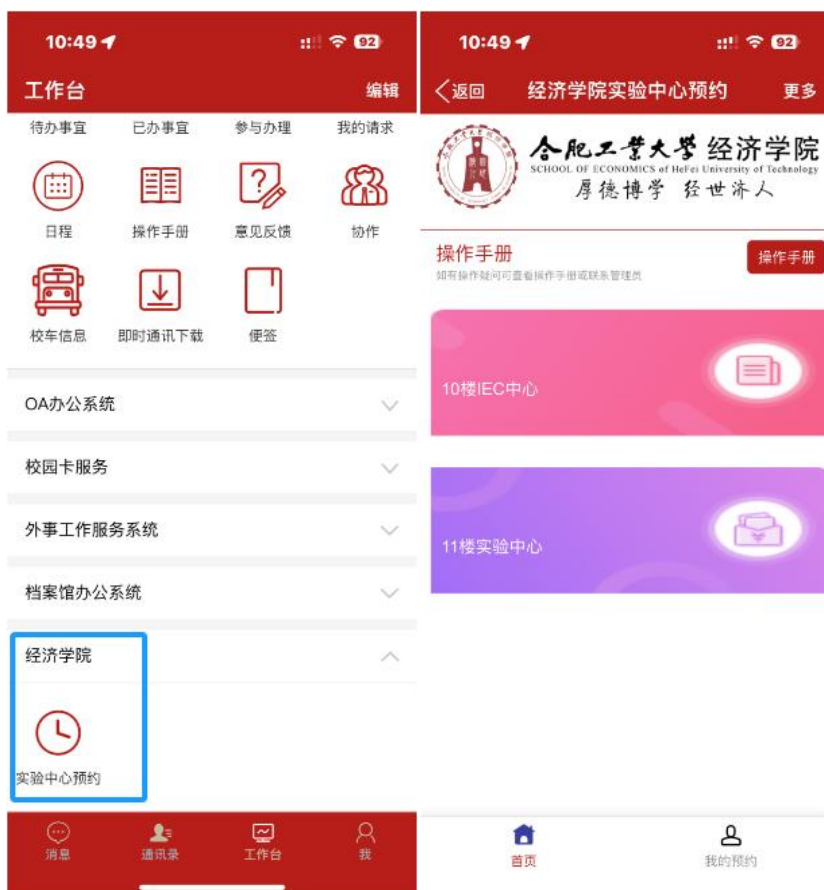 10:49
92
工作台
编辑
待办事宜 已办事宜 参与办理 我的请求
日程 操作手册 意见反馈 协作
校车信息 即时通讯下载 便签
OA办公系统
校园卡服务
外事工作服务系统
档案馆办公系统
经济学院
实验中心预约
消息 通讯录 工作台 我
10:49
92
返回 经济学院实验中心预约 更多
合肥工业大学 经济学院
SCHOOL OF ECONOMICS of HeFei University of Technology
厚德博学 经世济人
操作手册
如有操作疑问可查看操作手册或联系管理员
操作手册
10楼IEC中心
11楼实验中心
首页 我的预约